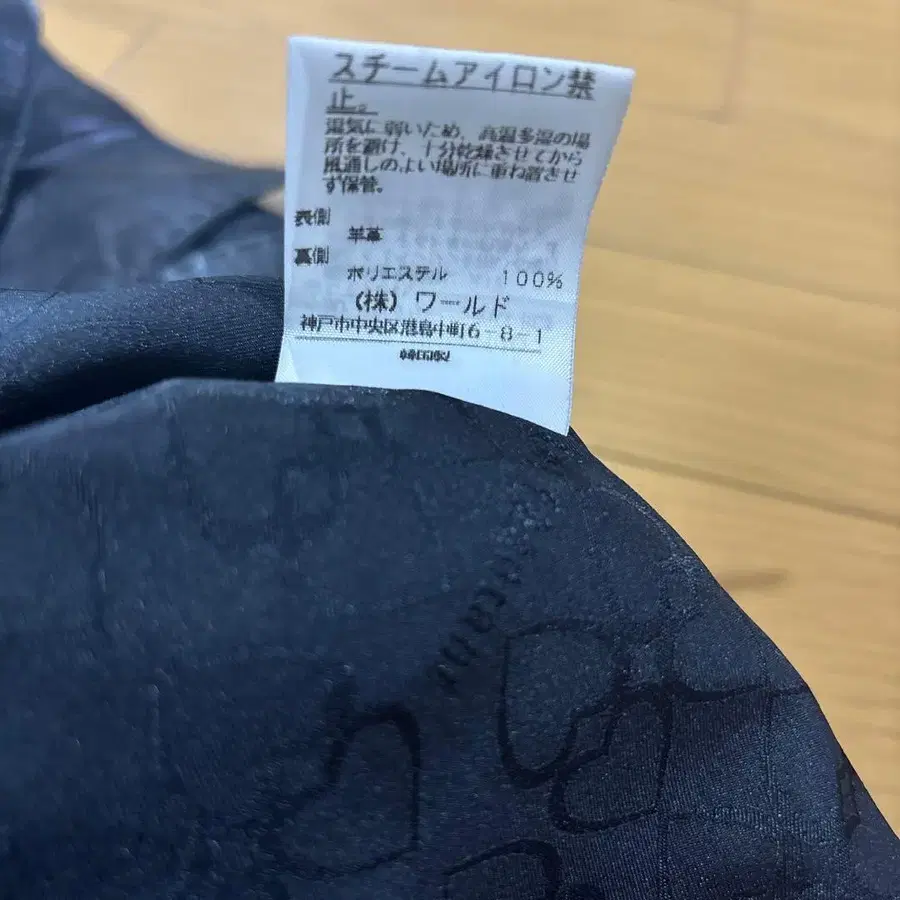 スチームアイロン禁
止。
湿気に弱いため、高温多湿の場
所を避け、十分乾燥させてから
風通しのよい場所に重ね置きせ
ず保管。
表側
羊革
裏側
ポリエステル 100%
(株) ワールド
神戸市中央区港島中町6-8-1